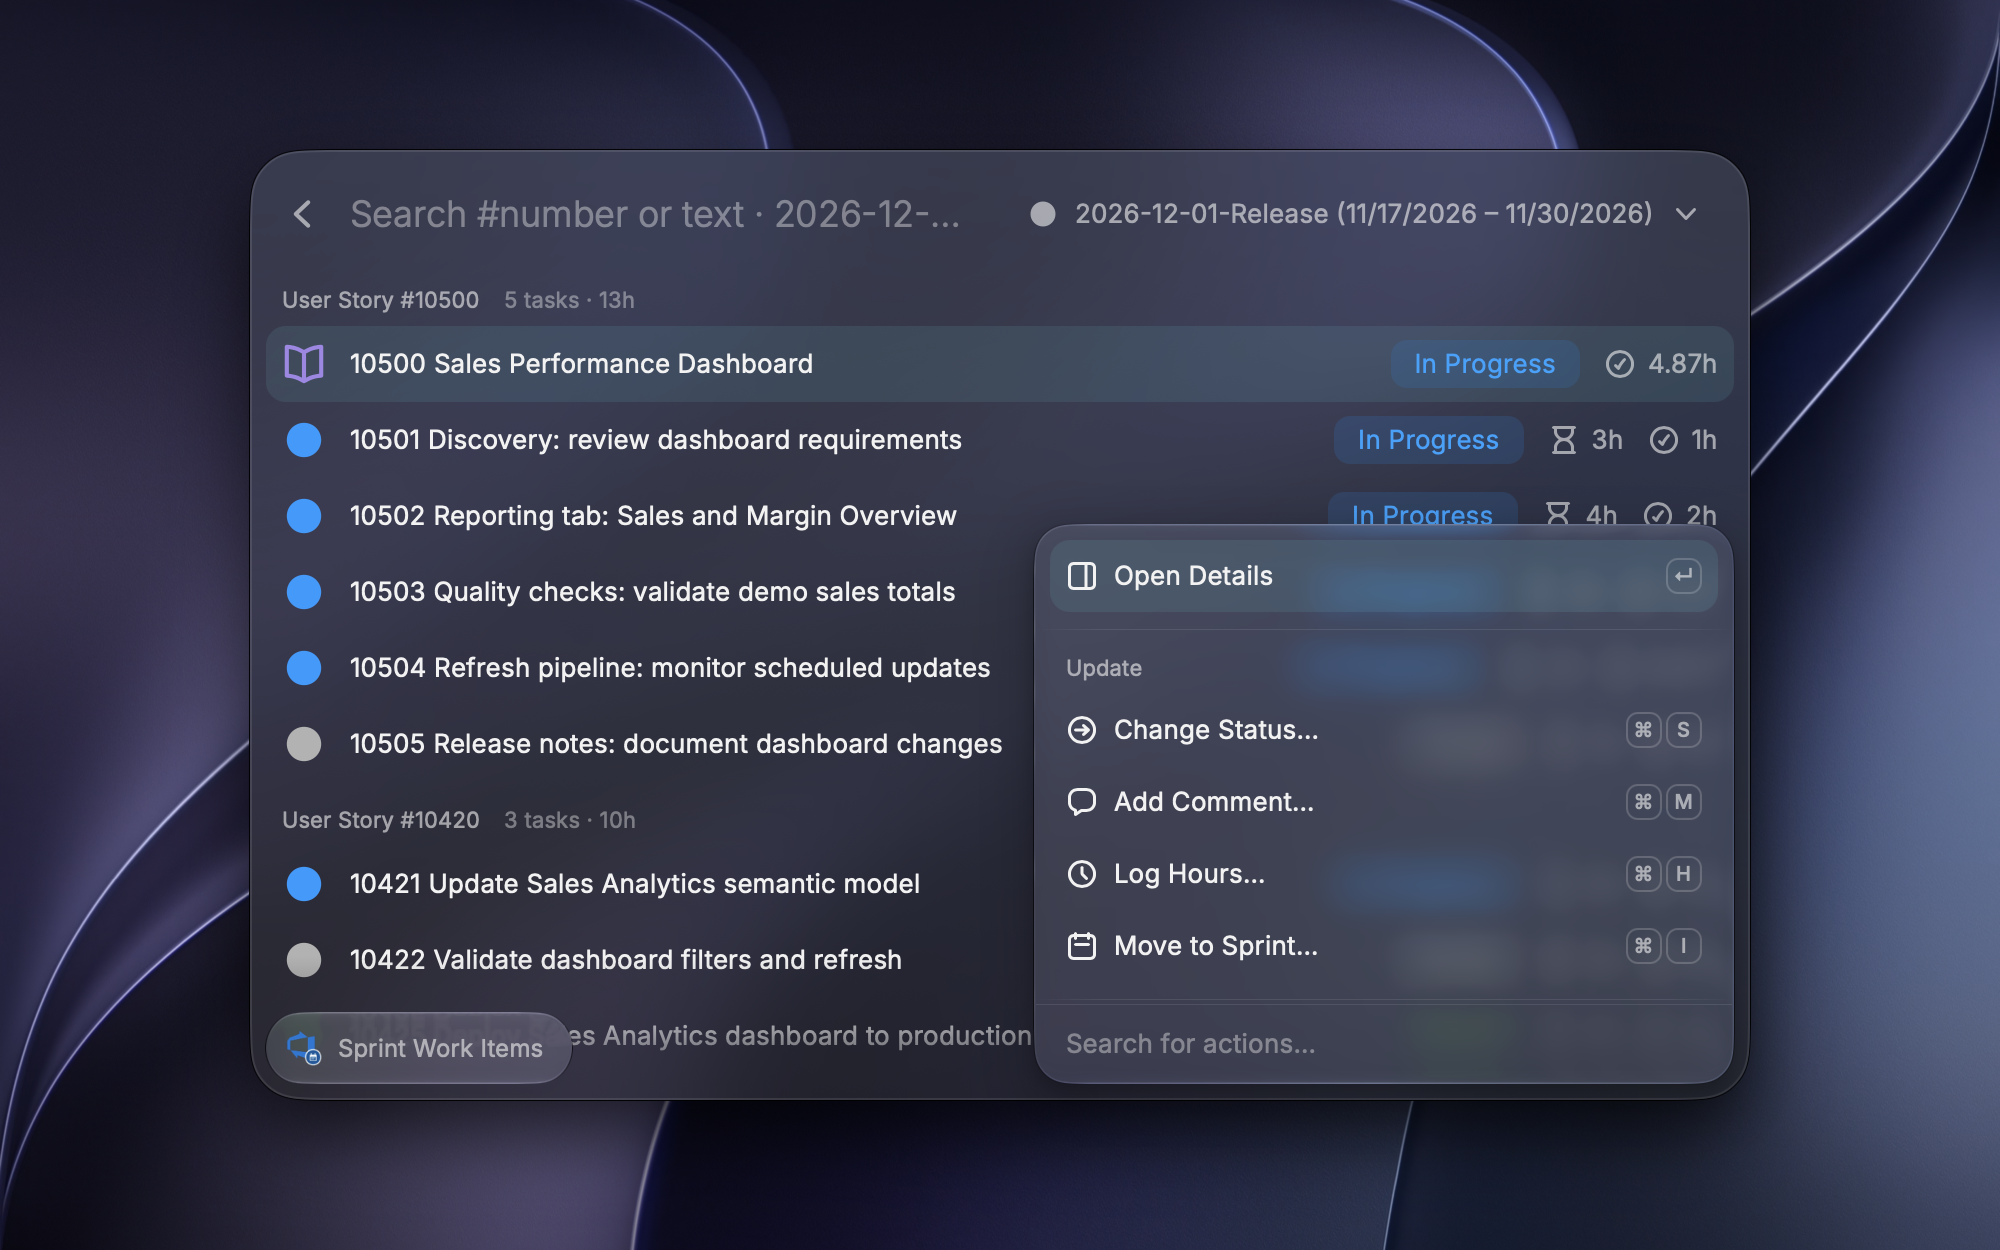 Search #number or text · 2026-12-...
2026-12-01-Release (11/17/2026 – 11/30/2026)
User Story #10500 5 tasks · 13h
10500 Sales Performance Dashboard In Progress 4.87h
10501 Discovery: review dashboard requirements In Progress 3h 1h
10502 Reporting tab: Sales and Margin Overview In Progress 4h 2h
10503 Quality checks: validate demo sales totals
10504 Refresh pipeline: monitor scheduled updates
10505 Release notes: document dashboard changes
User Story #10420 3 tasks · 10h
10421 Update Sales Analytics semantic model
10422 Validate dashboard filters and refresh
es Analytics dashboard to production
Sprint Work Items
Open Details ↵
Update
Change Status... ⌘ S
Add Comment... ⌘ M
Log Hours... ⌘ H
Move to Sprint... ⌘ I
Search for actions...